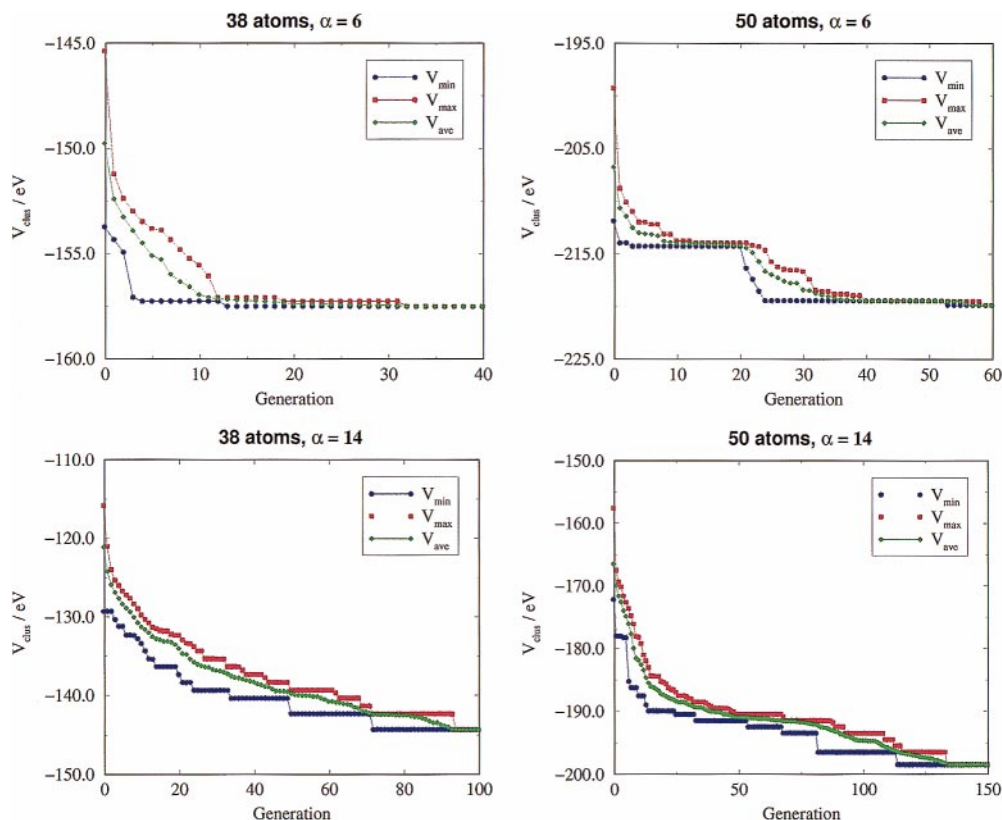 38 atoms, α = 6
−145.0
−150.0
−155.0
−160.0
V_clus / eV
V_min
V_max
V_ave
0
10
20
30
40
Generation
50 atoms, α = 6
−195.0
−205.0
−215.0
−225.0
V_clus / eV
V_min
V_max
V_ave
0
10
20
30
40
50
60
Generation
38 atoms, α = 14
−110.0
−120.0
−130.0
−140.0
−150.0
V_clus / eV
V_min
V_max
V_ave
0
20
40
60
80
100
Generation
50 atoms, α = 14
−150.0
−160.0
−170.0
−180.0
−190.0
−200.0
V_clus / eV
V_min
V_max
V_ave
0
50
100
150
Generation